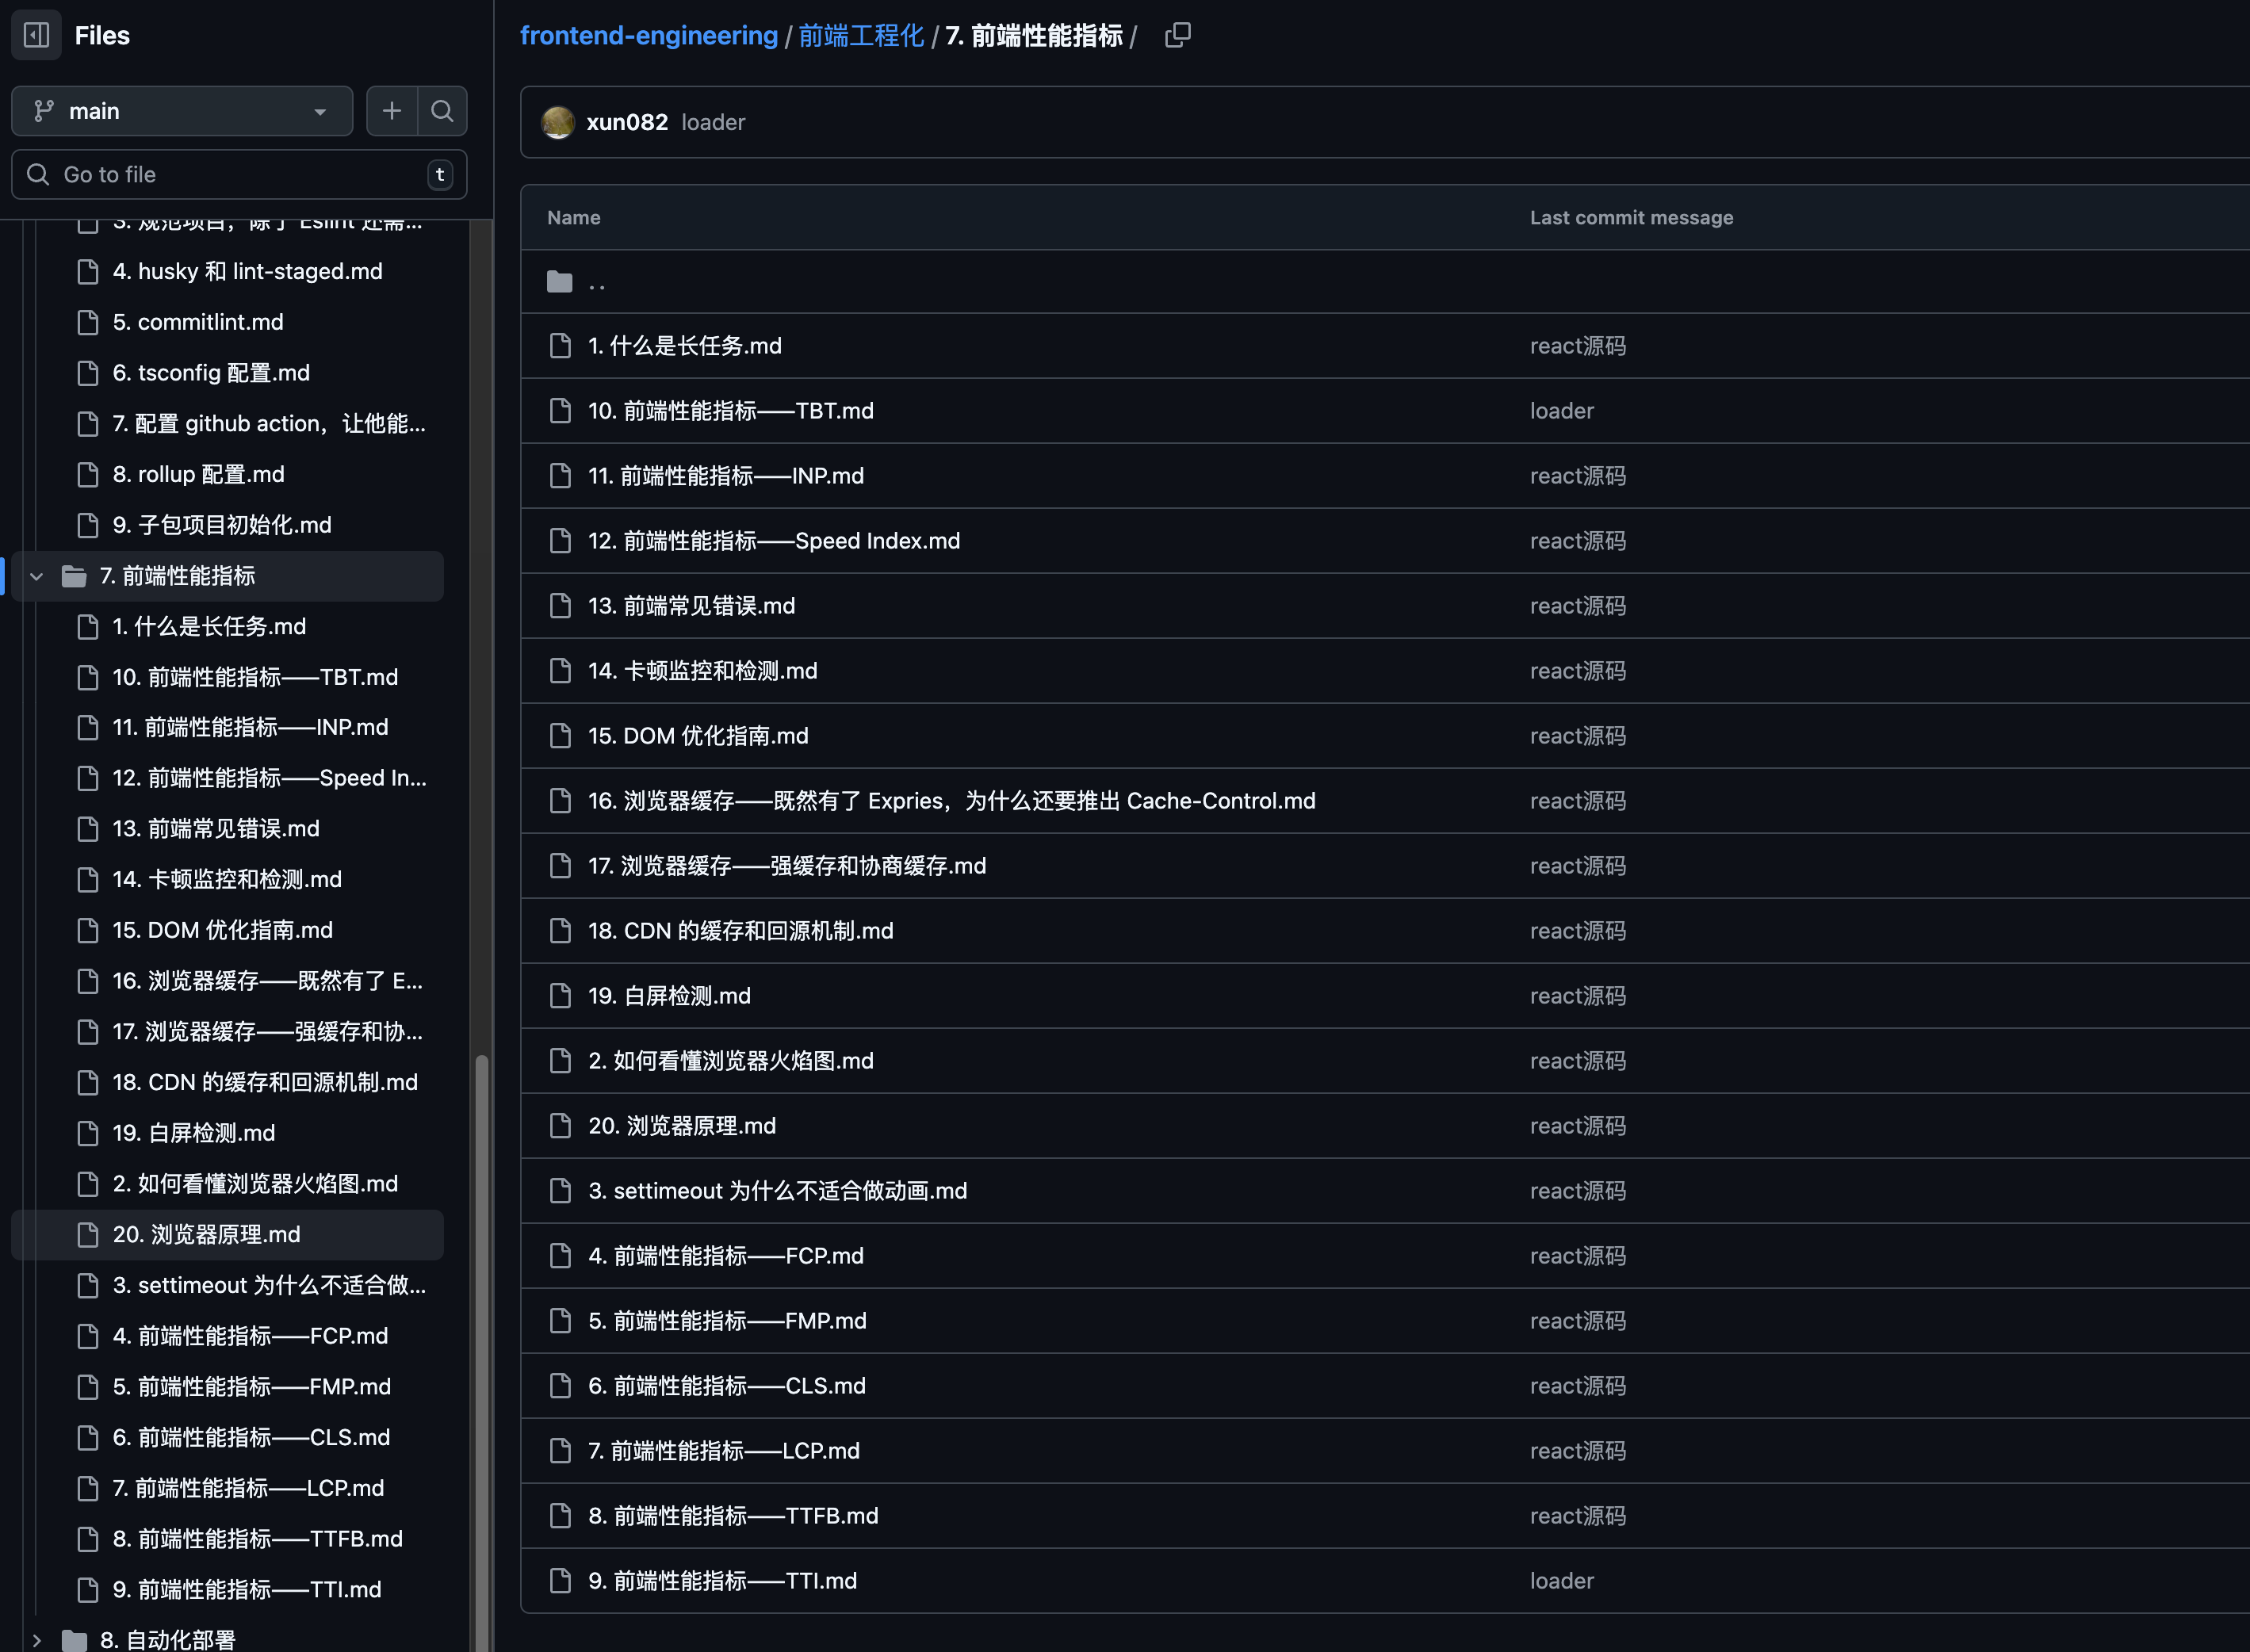 Files
main
Go to file
t
3. 规范项目，除了 Eslint 还需...
4. husky 和 lint-staged.md
5. commitlint.md
6. tsconfig 配置.md
7. 配置 github action，让他能...
8. rollup 配置.md
9. 子包项目初始化.md
7. 前端性能指标
1. 什么是长任务.md
10. 前端性能指标——TBT.md
11. 前端性能指标——INP.md
12. 前端性能指标——Speed In...
13. 前端常见错误.md
14. 卡顿监控和检测.md
15. DOM 优化指南.md
16. 浏览器缓存——既然有了 E...
17. 浏览器缓存——强缓存和协...
18. CDN 的缓存和回源机制.md
19. 白屏检测.md
2. 如何看懂浏览器火焰图.md
20. 浏览器原理.md
3. settimeout 为什么不适合做...
4. 前端性能指标——FCP.md
5. 前端性能指标——FMP.md
6. 前端性能指标——CLS.md
7. 前端性能指标——LCP.md
8. 前端性能指标——TTFB.md
9. 前端性能指标——TTI.md
8. 自动化部署
frontend-engineering / 前端工程化 / 7. 前端性能指标 /
xun082 loader
Name Last commit message
..
1. 什么是长任务.md react源码
10. 前端性能指标——TBT.md loader
11. 前端性能指标——INP.md react源码
12. 前端性能指标——Speed Index.md react源码
13. 前端常见错误.md react源码
14. 卡顿监控和检测.md react源码
15. DOM 优化指南.md react源码
16. 浏览器缓存——既然有了 Expries，为什么还要推出 Cache-Control.md react源码
17. 浏览器缓存——强缓存和协商缓存.md react源码
18. CDN 的缓存和回源机制.md react源码
19. 白屏检测.md react源码
2. 如何看懂浏览器火焰图.md react源码
20. 浏览器原理.md react源码
3. settimeout 为什么不适合做动画.md react源码
4. 前端性能指标——FCP.md react源码
5. 前端性能指标——FMP.md react源码
6. 前端性能指标——CLS.md react源码
7. 前端性能指标——LCP.md react源码
8. 前端性能指标——TTFB.md react源码
9. 前端性能指标——TTI.md loader